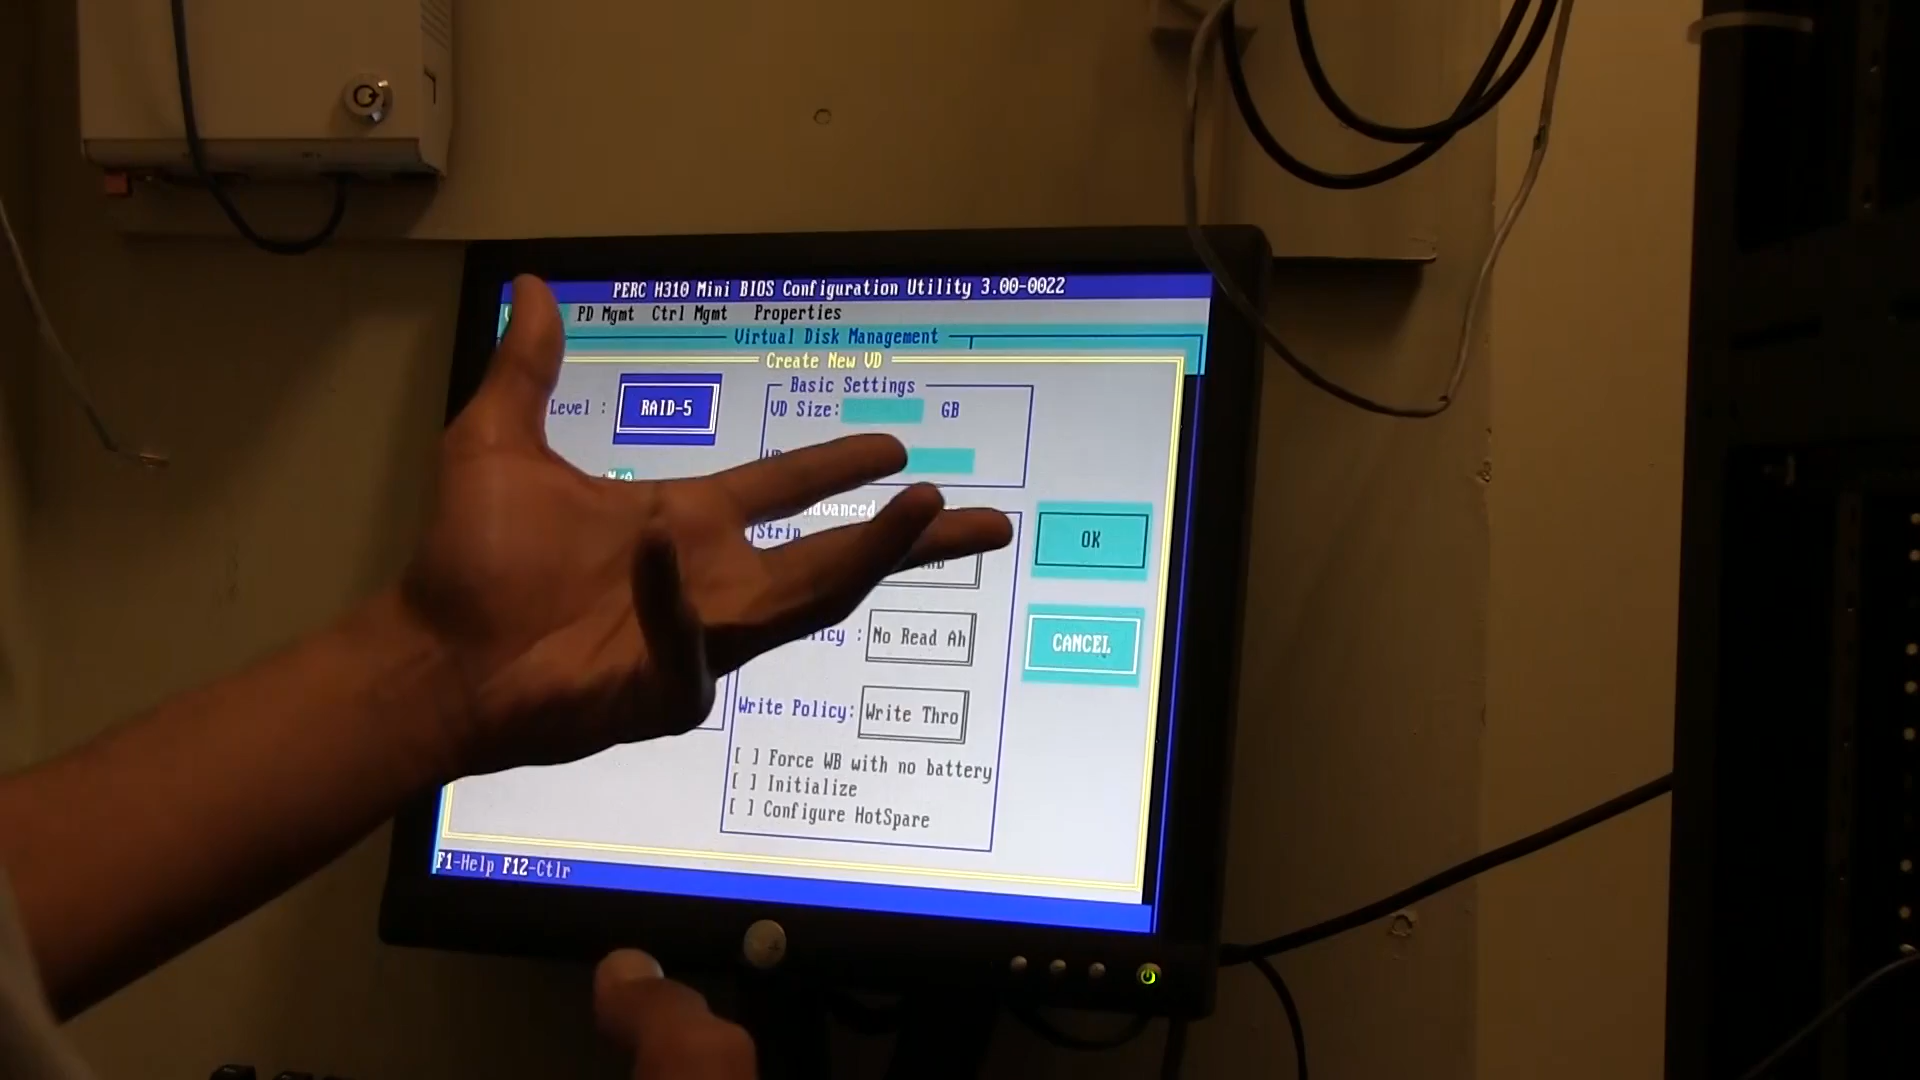 PERC H310 Mini BIOS Configuration Utility 3.00-0022
PD Mgmt Ctrl Mgmt Properties
Virtual Disk Management
Create New VD
Level : RAID-5
Basic Settings
VD Size: GB
Advanced
OK
CANCEL
: No Read Ah
Write Policy: Write Thro
[ ] Force WB with no battery
[ ] Initialize
[ ] Configure HotSpare
F1-Help F12-Ctlr